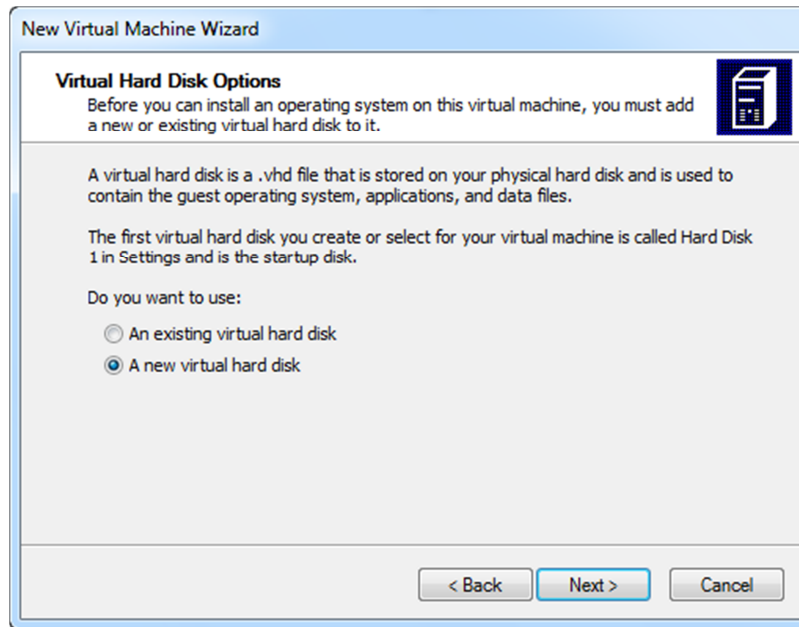 New Virtual Machine Wizard
Virtual Hard Disk Options
Before you can install an operating system on this virtual machine, you must add
a new or existing virtual hard disk to it.
A virtual hard disk is a .vhd file that is stored on your physical hard disk and is used to
contain the guest operating system, applications, and data files.
The first virtual hard disk you create or select for your virtual machine is called Hard Disk
1 in Settings and is the startup disk.
Do you want to use:
An existing virtual hard disk
A new virtual hard disk
< Back Next > Cancel